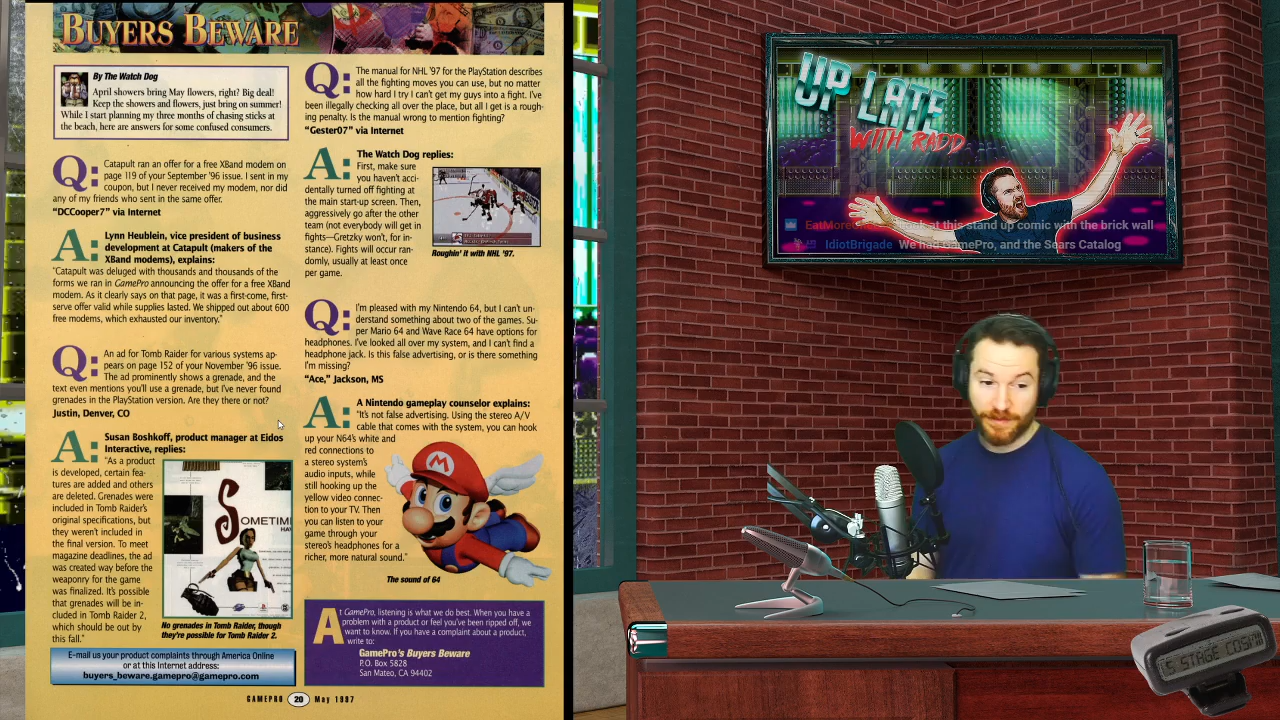 BUYERS BEWARE
By The Watch Dog
April showers bring May flowers, right? Big deal!
Keep the showers and flowers, just bring on summer!
While I start planning my three months of chasing sticks at
the beach, here are answers for some confused consumers.
Q: Catapult ran an offer for a free XBand modem on
page 119 of your September '96 issue. I sent in my
coupon, but I never received my modem, nor did
any of my friends who sent in the same offer.
"DCCooper7" via Internet
A: Lynn Heublein, vice president of business
development at Catapult (makers of the
XBand modems), explains:
"Catapult was deluged with thousands and thousands of the
forms we ran in GamePro announcing the offer for a free XBand
modem. As it clearly says on that page, it was a first-come, first-
serve offer valid while supplies lasted. We shipped out about 600
free modems, which exhausted our inventory."
Q: An ad for Tomb Raider for various systems ap-
pears on page 152 of your November '96 issue.
The ad prominently shows a grenade, and the
text even mentions you'll use a grenade, but I've never found
grenades in the PlayStation version. Are they there or not?
Justin, Denver, CO
A: Susan Boshkoff, product manager at Eidos
Interactive, replies:
"As a product
is developed, certain fea-
tures are added and others
are deleted. Grenades were
included in Tomb Raider's
original specifications, but
they weren't included in
the final version. To meet
magazine deadlines, the ad
was created way before the
weaponry for the game
was finalized. It's possible
that grenades will be in-
cluded in Tomb Raider 2,
which should be out by
this fall."
SOMETIM
No grenades in Tomb Raider, though
they're possible for Tomb Raider 2.
E-mail us your product complaints through America Online
or at this Internet address:
buyers_beware.gamepro@gamepro.com
Q: The manual for NHL '97 for the PlayStation describes
all the fighting moves you can use, but no matter
how hard I try I can't get my guys into a fight. I've
been illegally checking all over the place, but all I get is a rough-
ing penalty. Is the manual wrong to mention fighting?
"Gester07" via Internet
A: The Watch Dog replies:
First, make sure
you haven't acci-
dentally turned off fighting at
the main start-up screen. Then,
aggressively go after the other
team (not everybody will get in
fights—Gretzky won't, for in-
stance). Fights will occur ran-
domly, usually at least once
per game.
Roughin' it with NHL '97.
Q: I'm pleased with my Nintendo 64, but I can't un-
derstand something about two of the games. Su-
per Mario 64 and Wave Race 64 have options for
headphones. I've looked all over my system, and I can't find a
headphone jack. Is this false advertising, or is there something
I'm missing?
"Ace," Jackson, MS
A: A Nintendo gameplay counselor explains:
"It's not false advertising. Using the stereo A/V
cable that comes with the system, you can hook
up your N64's white and
red connections to
a stereo system's
audio inputs, while
still hooking up the
yellow video connec-
tion to your TV. Then
you can listen to your
game through your
stereo's headphones for a
richer, more natural sound."
The sound of 64
At GamePro, listening is what we do best. When you have a
problem with a product or feel you've been ripped off, we
want to know. If you have a complaint about a product,
write to:
GamePro's Buyers Beware
P.O. Box 5828
San Mateo, CA 94402
GAMEPRO 20 May 1997
UP LATE
WITH RADD
at this stand up comic with the brick wall
IdiotBrigade We had GamePro, and the Sears Catalog